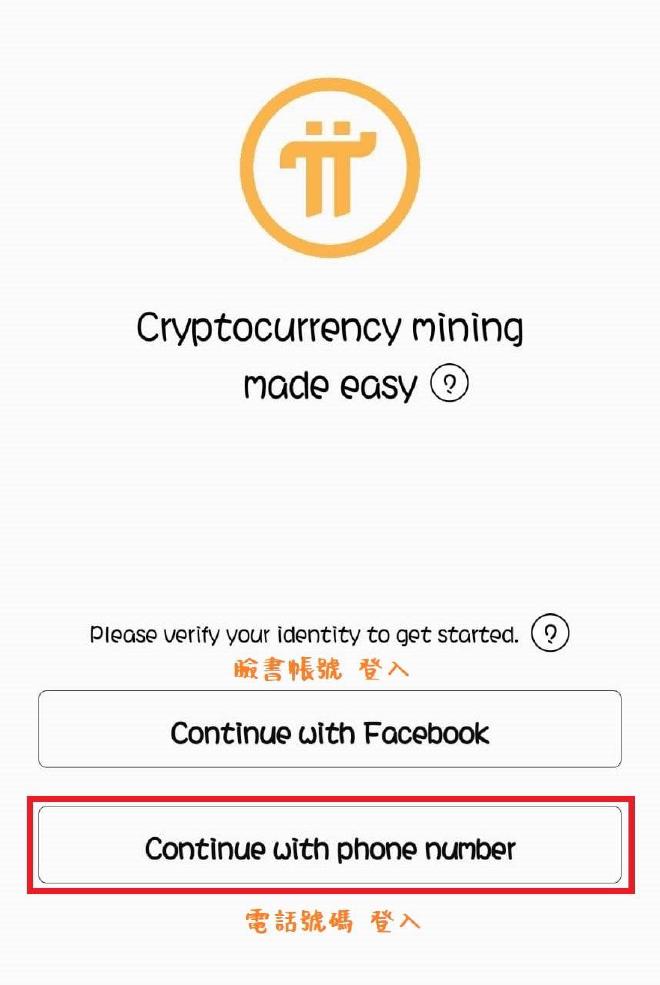 Cryptocurrency mining
made easy ?
Please verify your identity to get started. ?
臉書帳號 登入
Continue with Facebook
Continue with phone number
電話號碼 登入